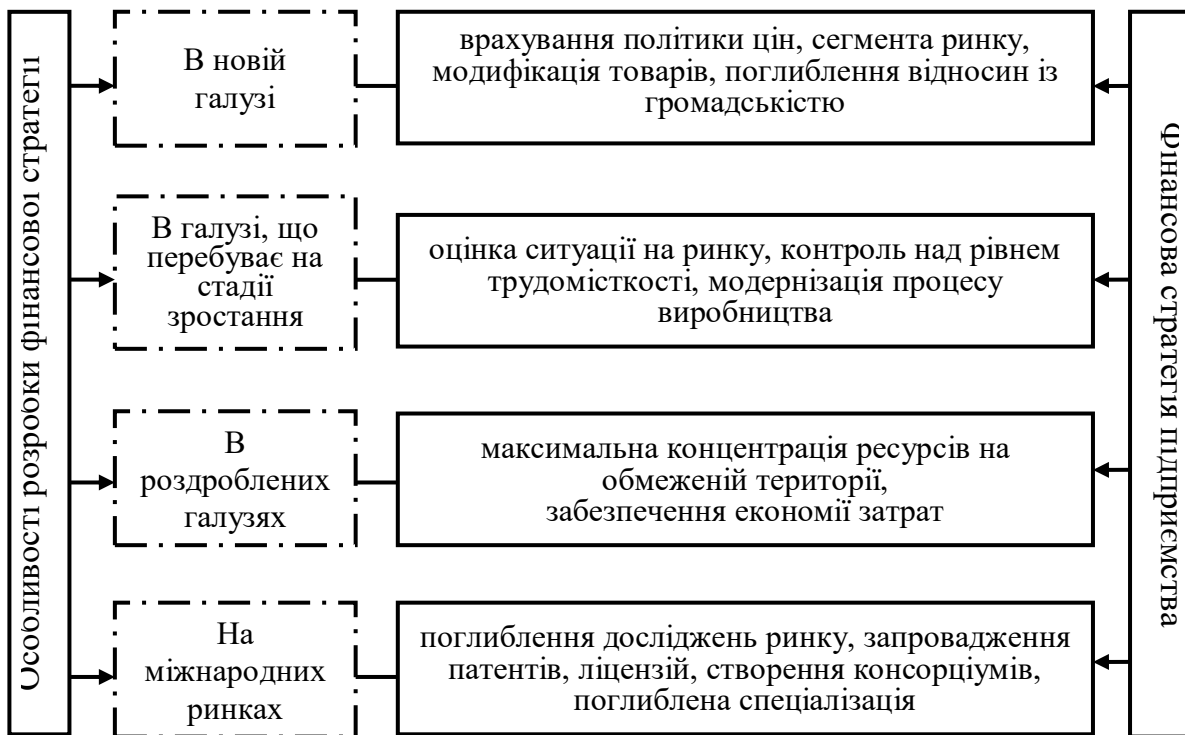 Особливості розробки фінансової стратегії
В новій
галузі
врахування політики цін, сегмента ринку,
модифікація товарів, поглиблення відносин із
громадськістю
В галузі, що
перебуває на
стадії
зростання
оцінка ситуації на ринку, контроль над рівнем
трудомісткості, модернізація процесу
виробництва
В
роздроблених
галузях
максимальна концентрація ресурсів на
обмеженій території,
забезпечення економії затрат
На
міжнародних
ринках
поглиблення досліджень ринку, запровадження
патентів, ліцензій, створення консорціумів,
поглиблена спеціалізація
Фінансова стратегія підприємства